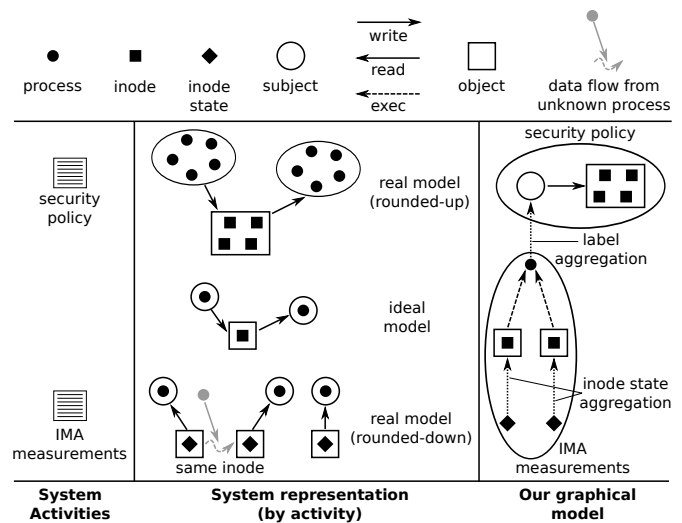 write
read
exec
process
inode
inode
state
subject
object
data flow from
unknown process
security
policy
real model
(rounded-up)
security policy
label
aggregation
ideal
model
IMA
measurements
same inode
real model
(rounded-down)
inode state
aggregation
IMA
measurements
System
Activities
System representation
(by activity)
Our graphical
model